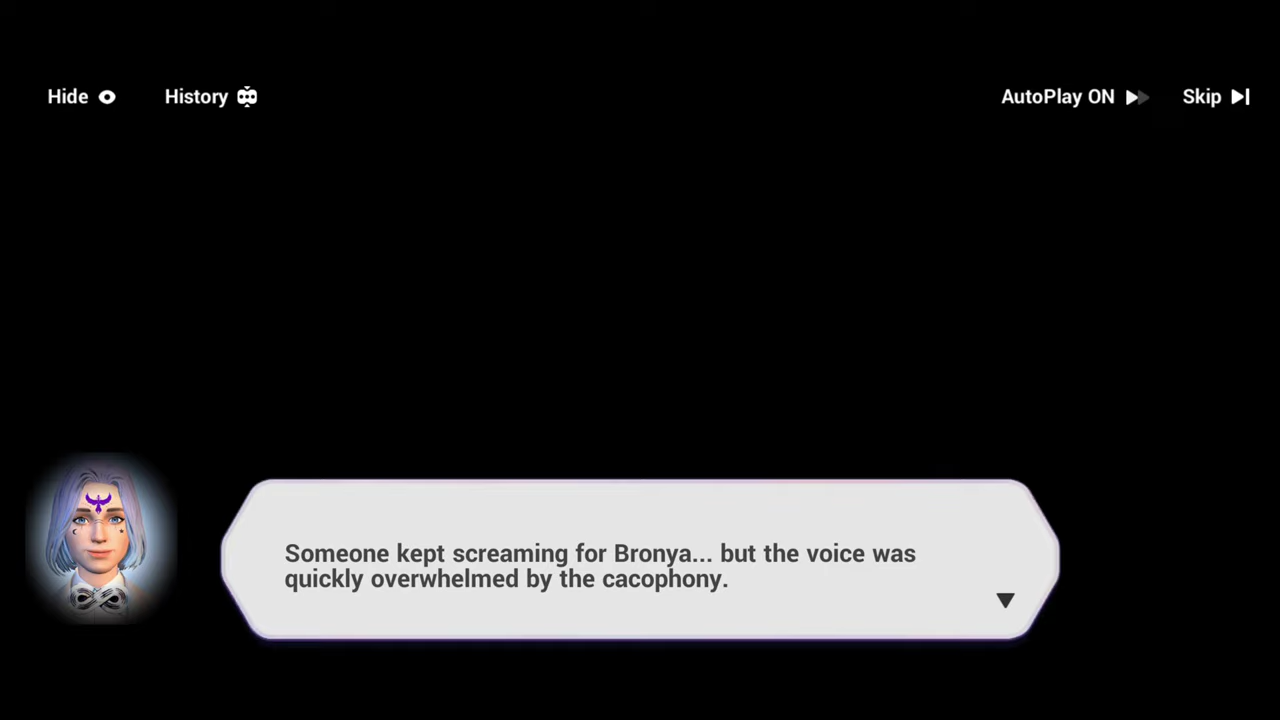 Hide
History
AutoPlay ON
Skip
Someone kept screaming for Bronya... but the voice was
quickly overwhelmed by the cacophony.